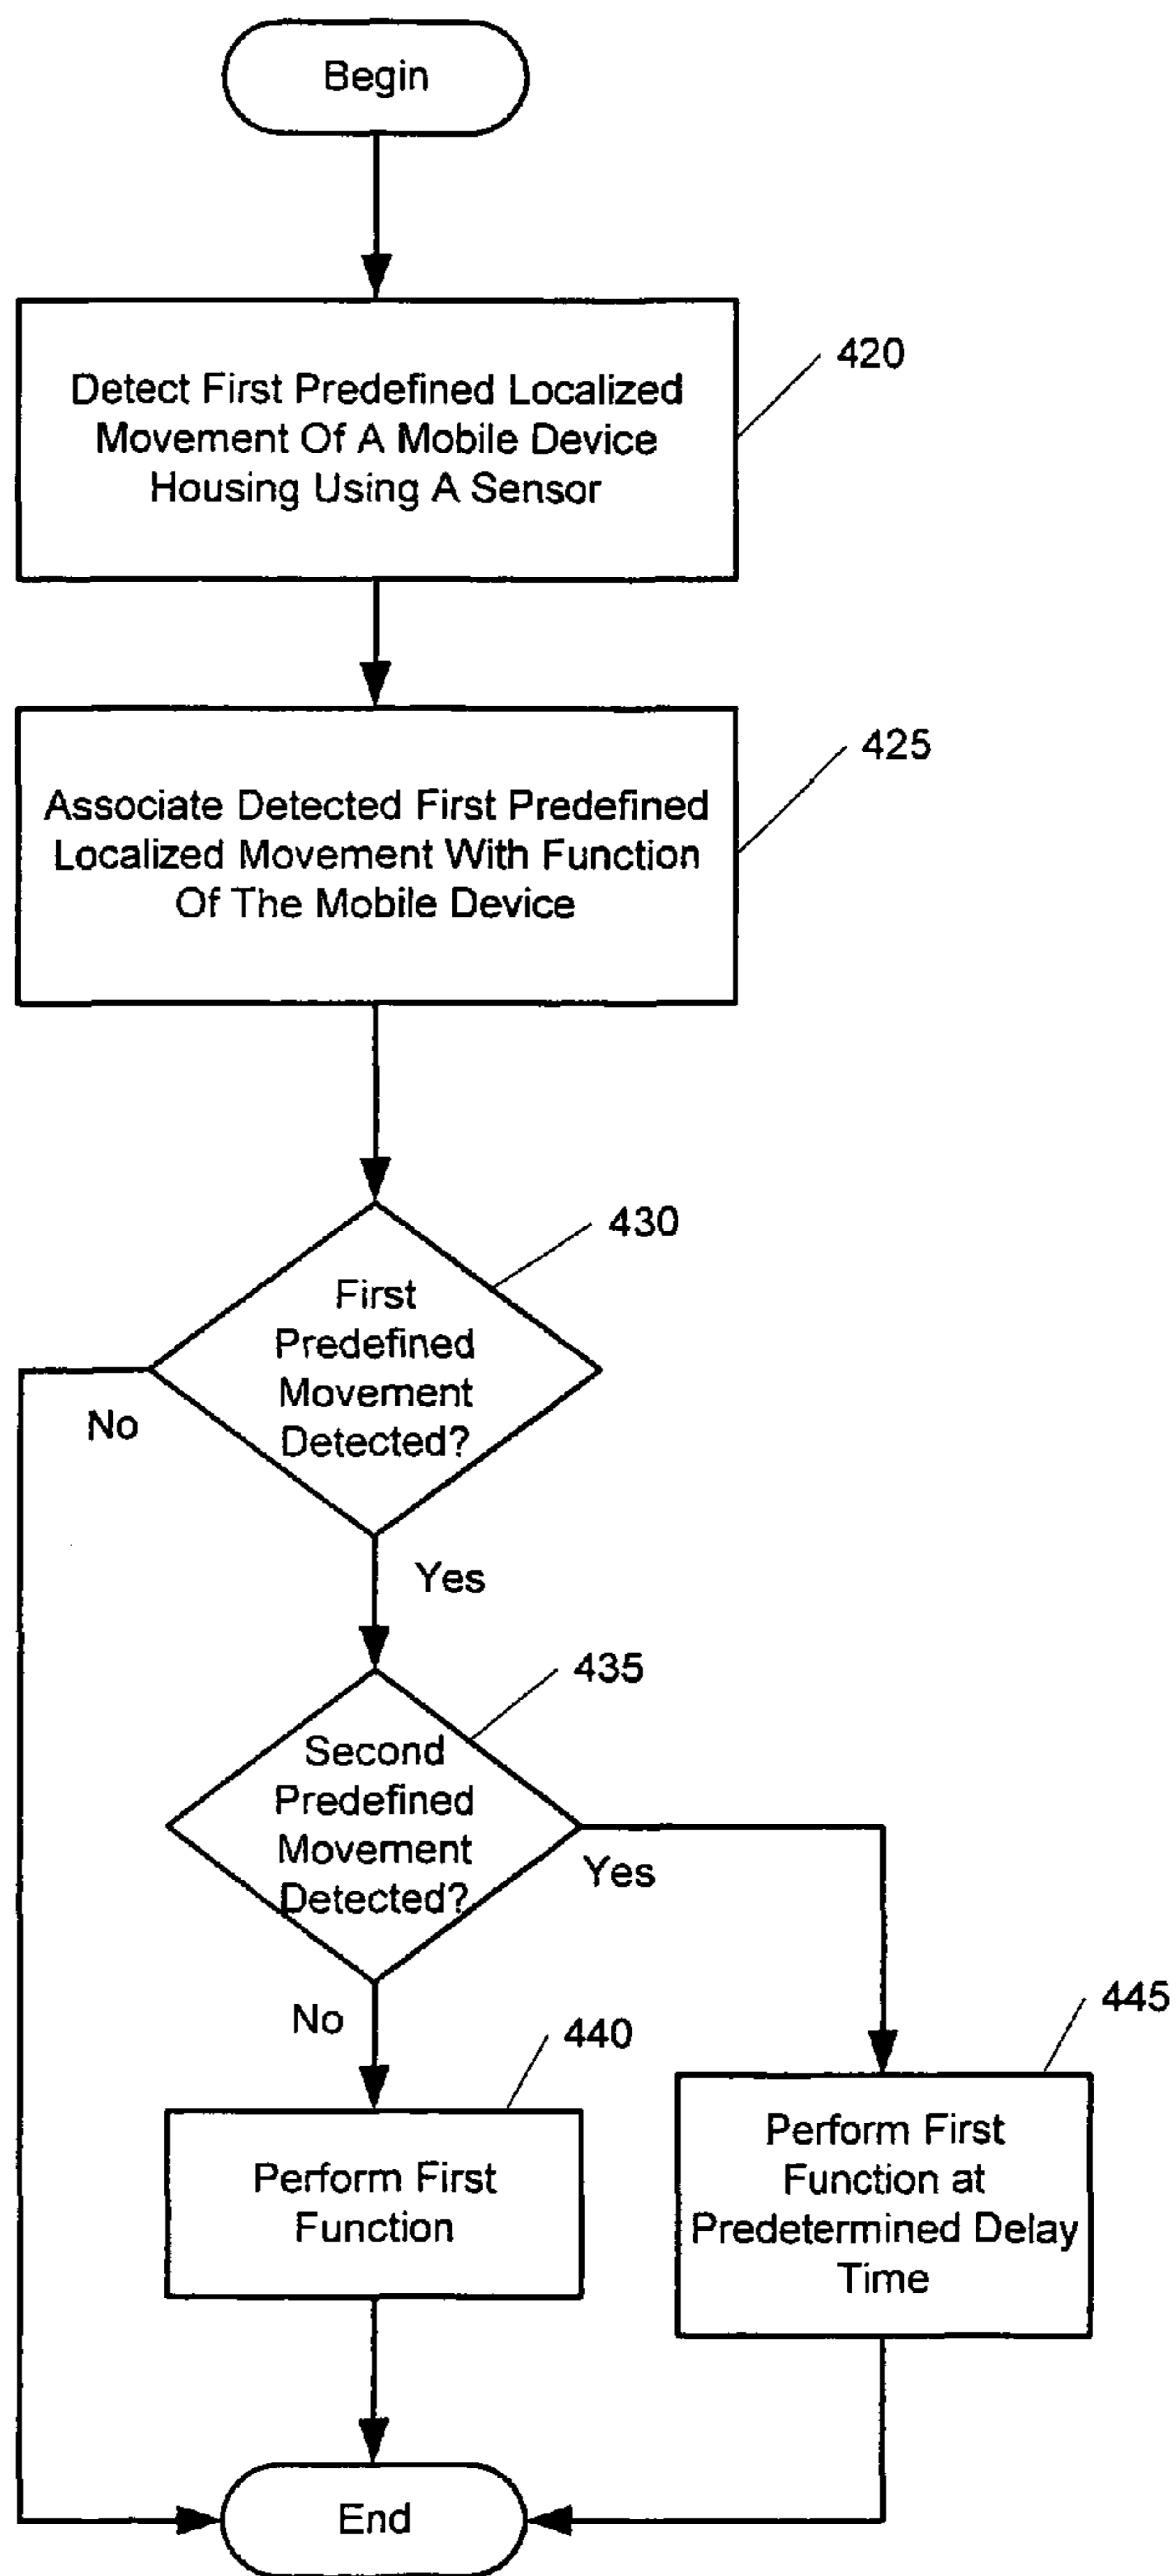 Begin
420
Detect First Predefined Localized
Movement Of A Mobile Device
Housing Using A Sensor
425
Associate Detected First Predefined
Localized Movement With Function
Of The Mobile Device
430
First
Predefined
Movement
Detected?
No
Yes
435
Second
Predefined
Movement
Detected?
Yes
No
440
445
Perform First
Function
Perform First
Function at
Predetermined Delay
Time
End